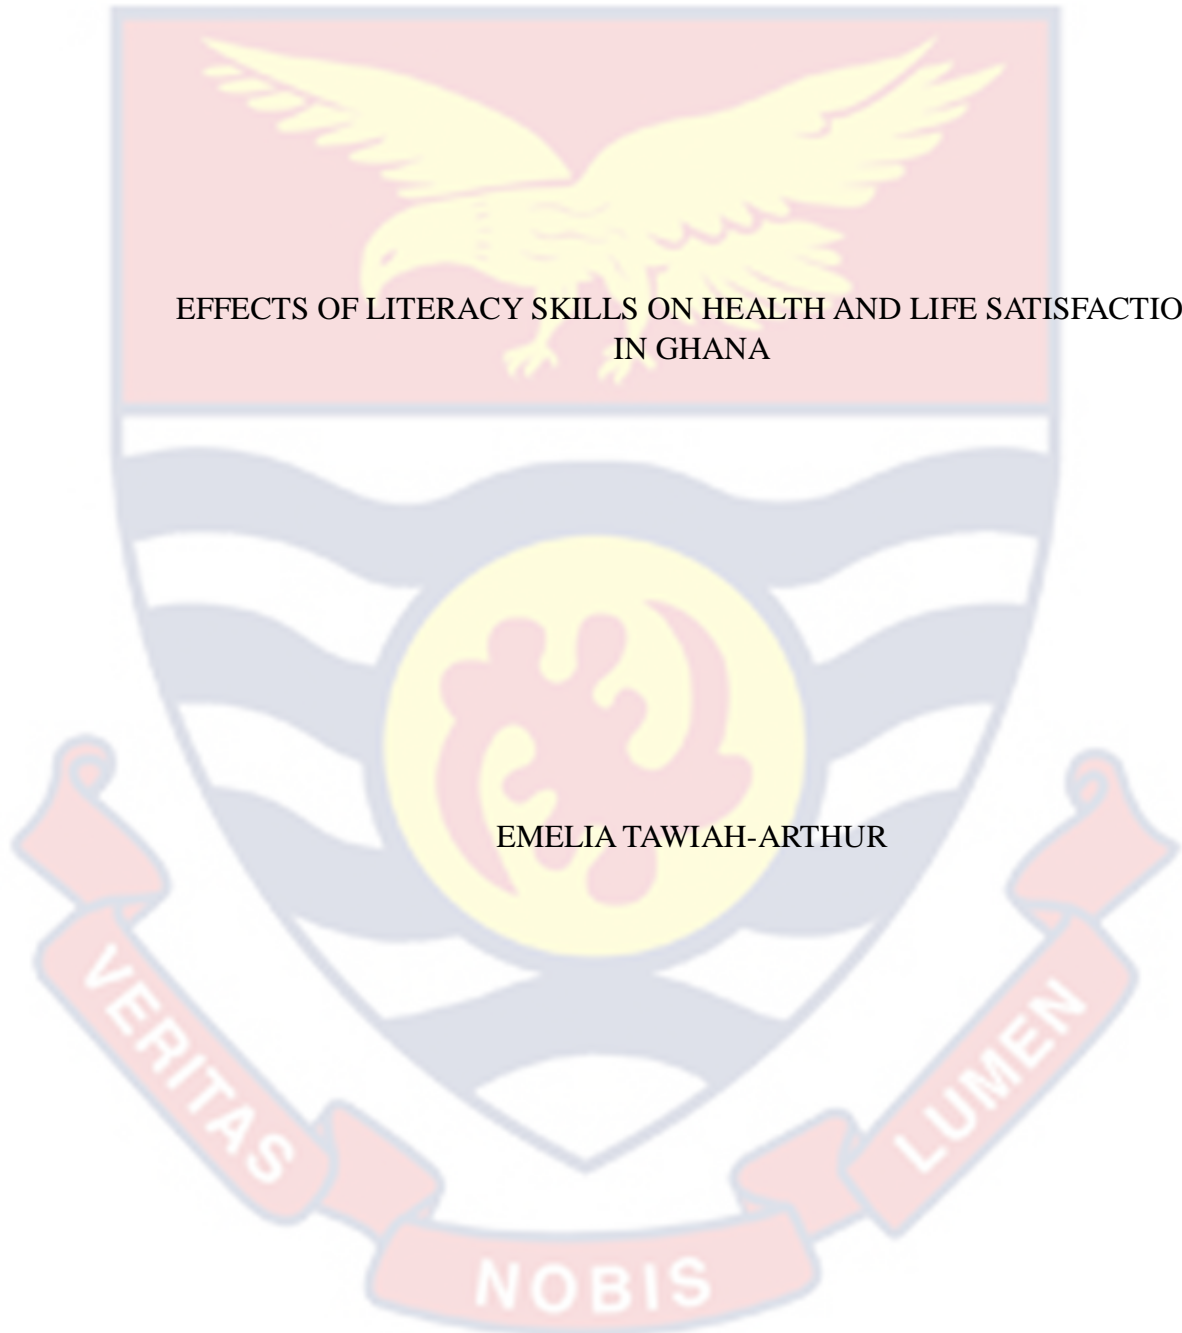 EFFECTS OF LITERACY SKILLS ON HEALTH AND LIFE SATISFACTIO
IN GHANA
EMELIA TAWIAH-ARTHUR
VERITAS
NOBIS
LUMEN